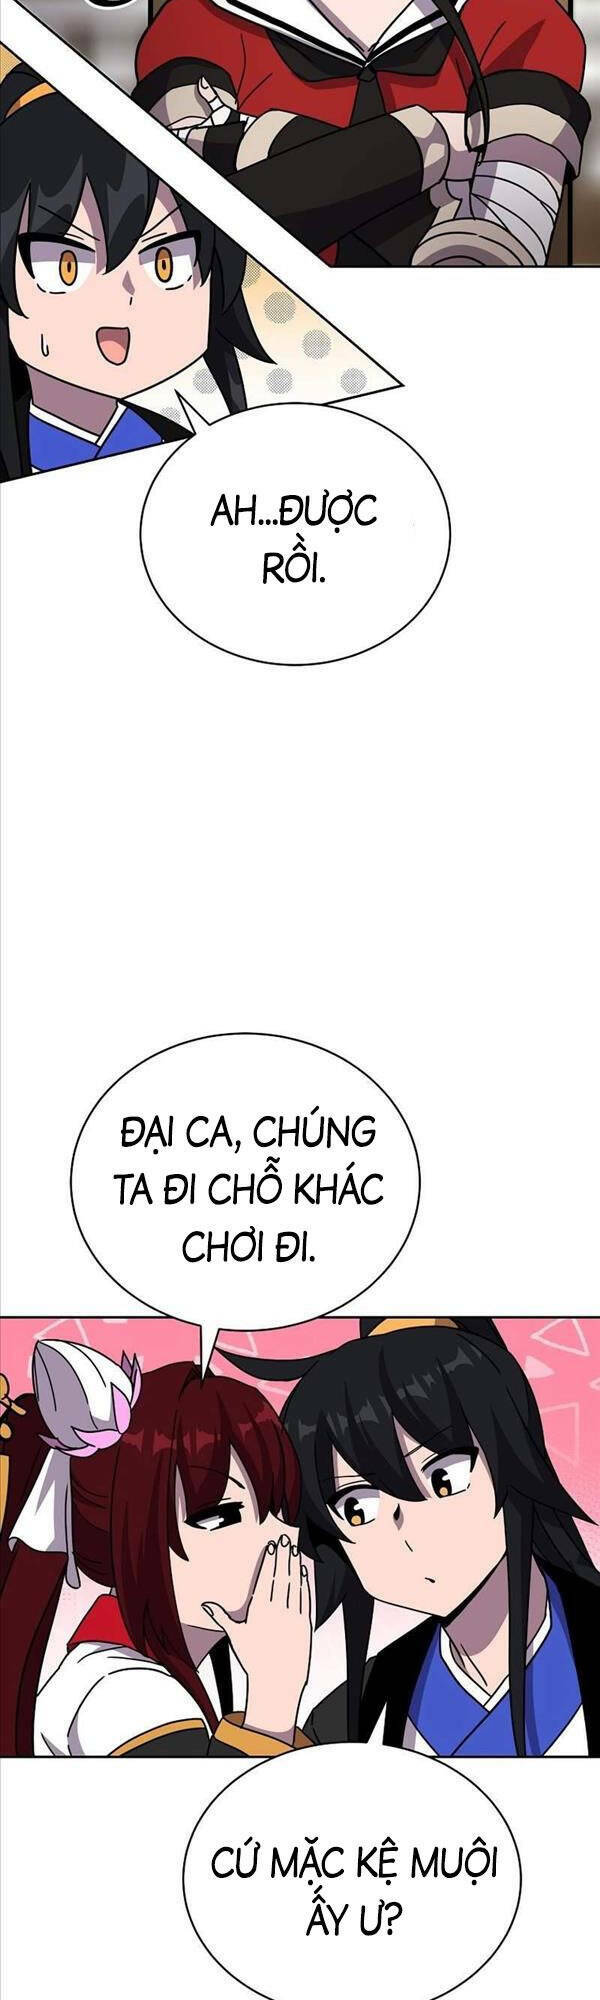 AH...ĐƯỢC
RỒI.
ĐẠI CA, CHÚNG
TA ĐI CHỖ KHÁC
CHƠI ĐI.
CỨ MẶC KỆ MUỘI
ẤY Ư?